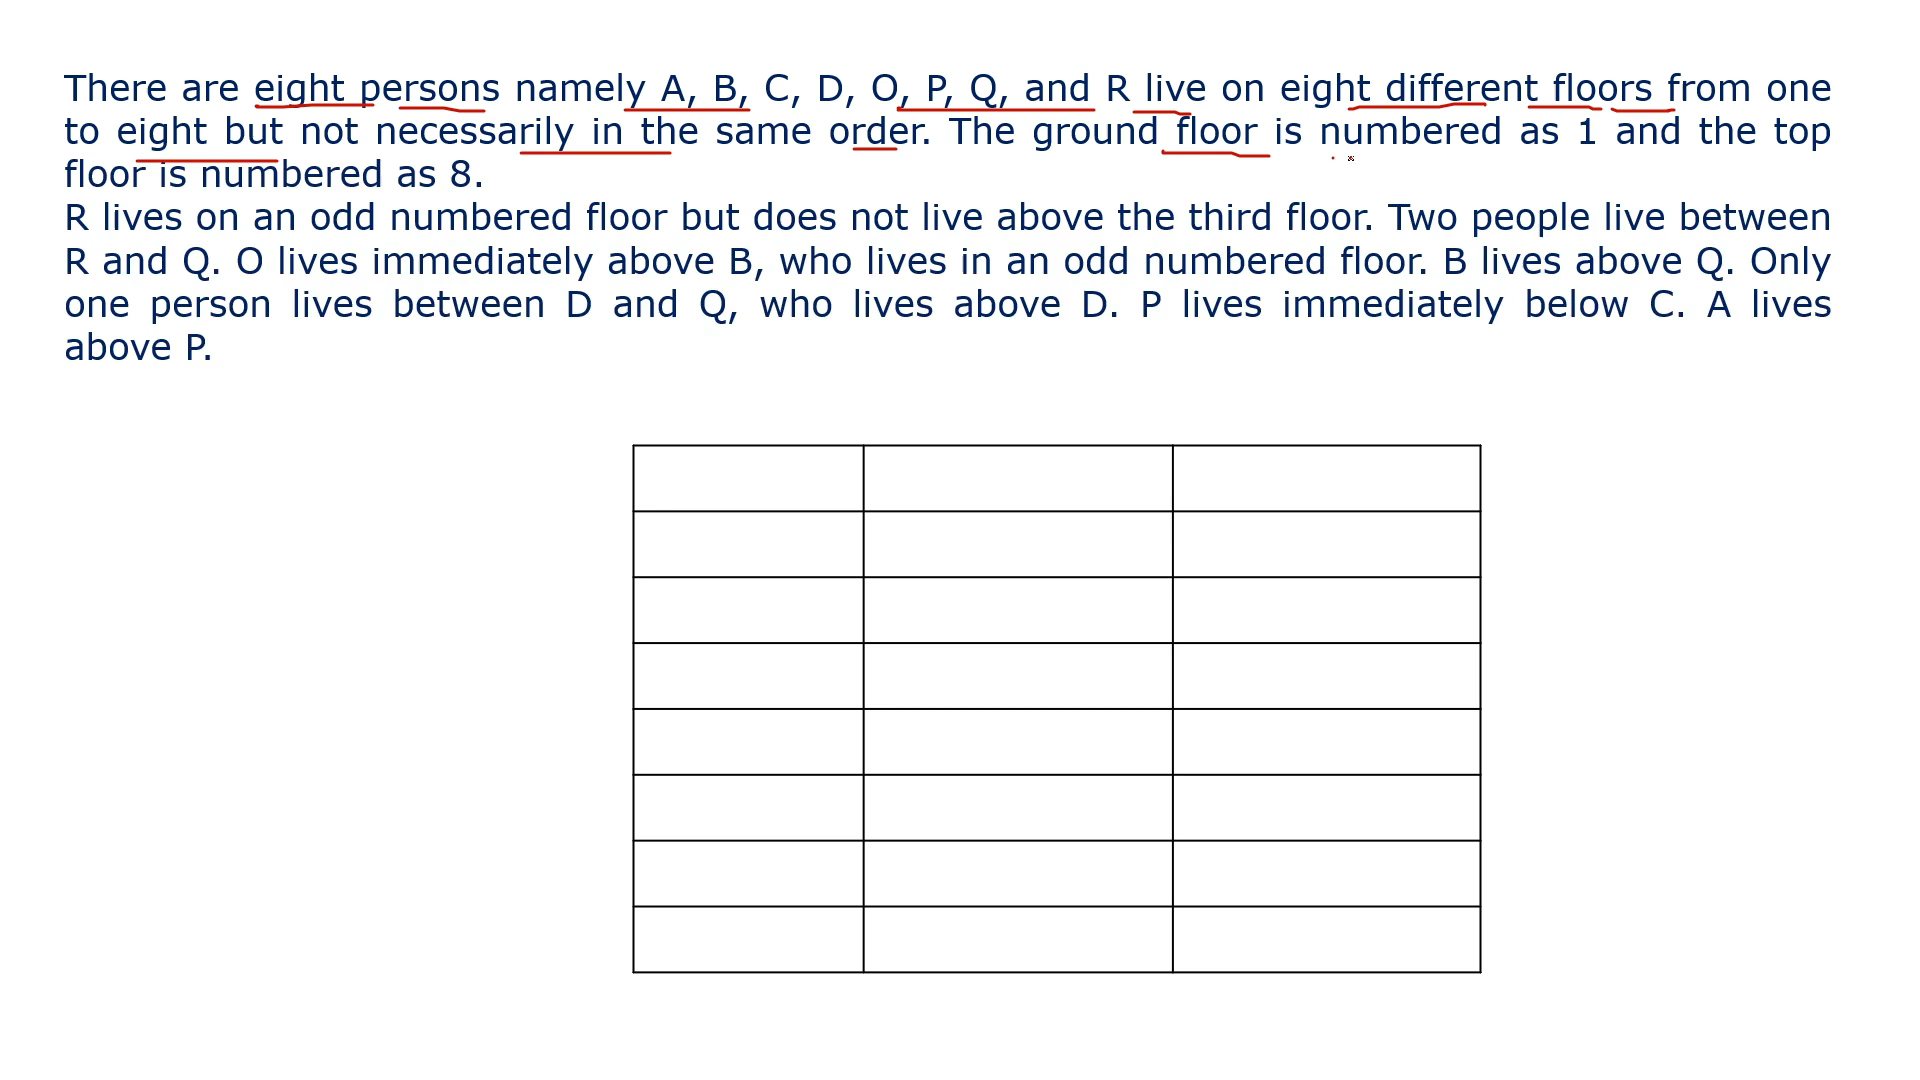 There are eight persons namely A, B, C, D, O, P, Q, and R live on eight different floors from one
to eight but not necessarily in the same order. The ground floor is numbered as 1 and the top
floor is numbered as 8.
R lives on an odd numbered floor but does not live above the third floor. Two people live between
R and Q. O lives immediately above B, who lives in an odd numbered floor. B lives above Q. Only
one person lives between D and Q, who lives above D. P lives immediately below C. A lives
above P.